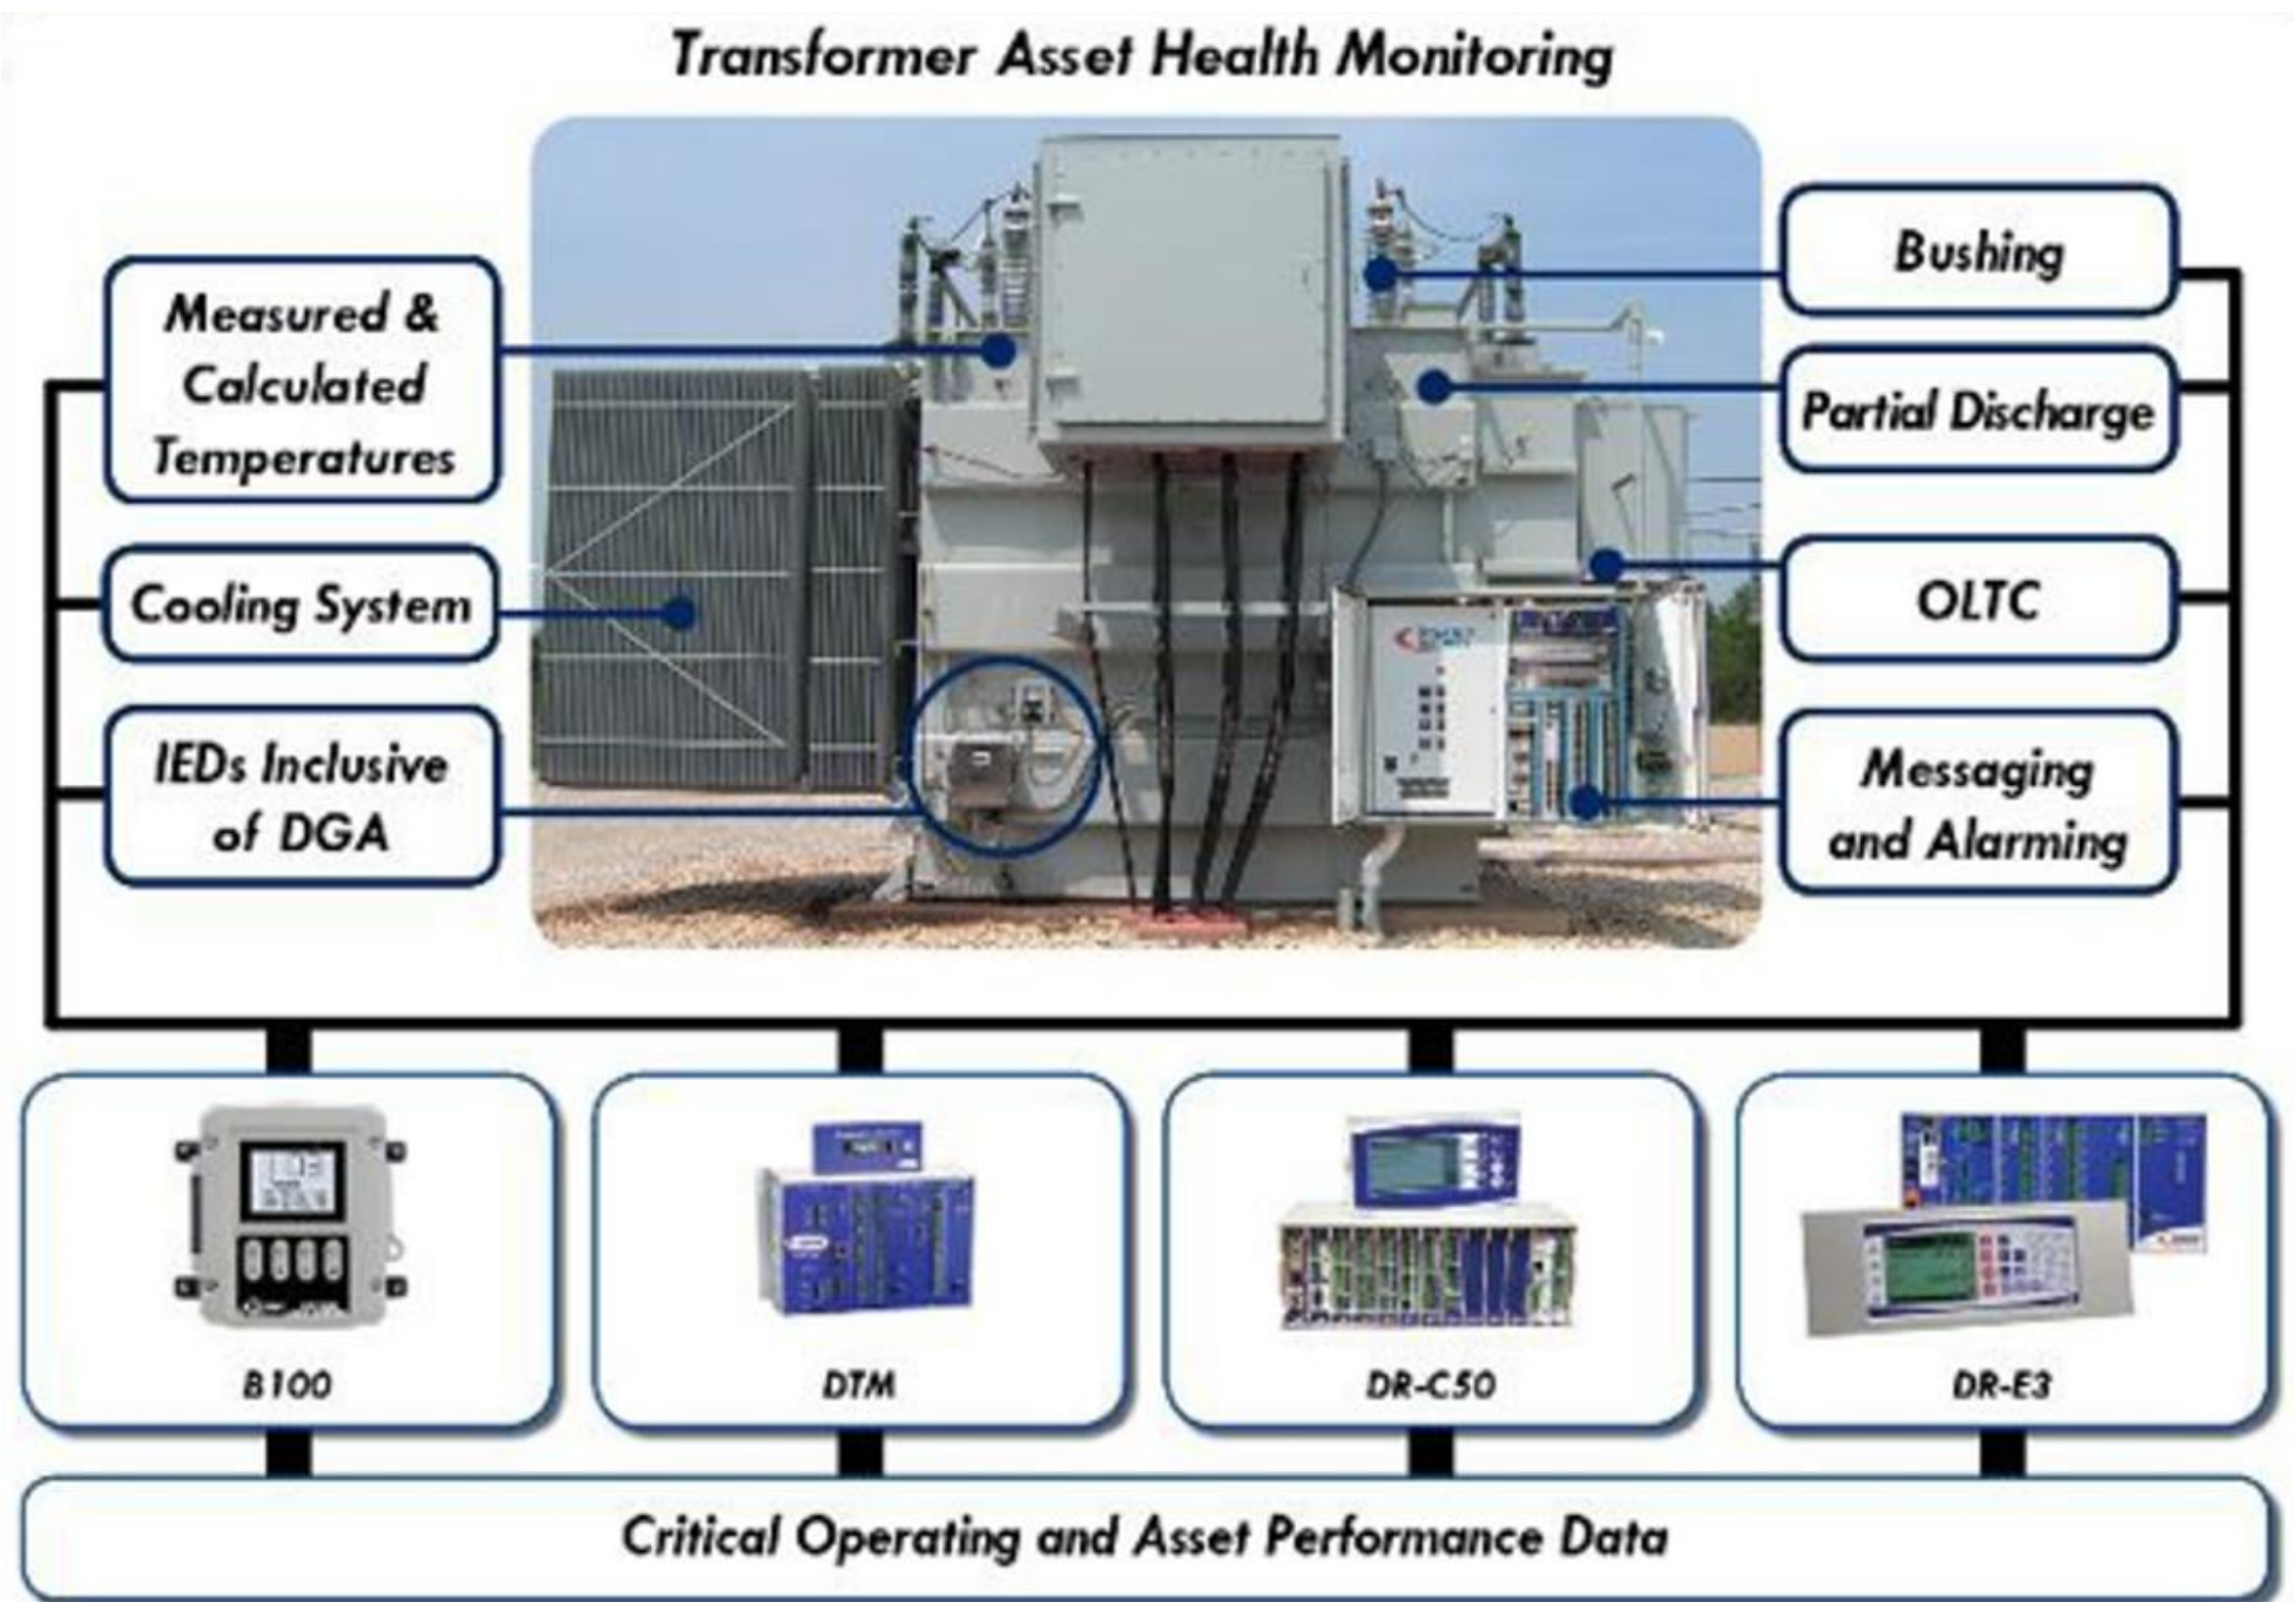 Transformer Asset Health Monitoring
Measured &
Calculated
Temperatures
Cooling System
IEDs Inclusive
of DGA
Bushing
Partial Discharge
OLTC
Messaging
and Alarming
B100
DTM
DR-C50
DR-E3
Critical Operating and Asset Performance Data